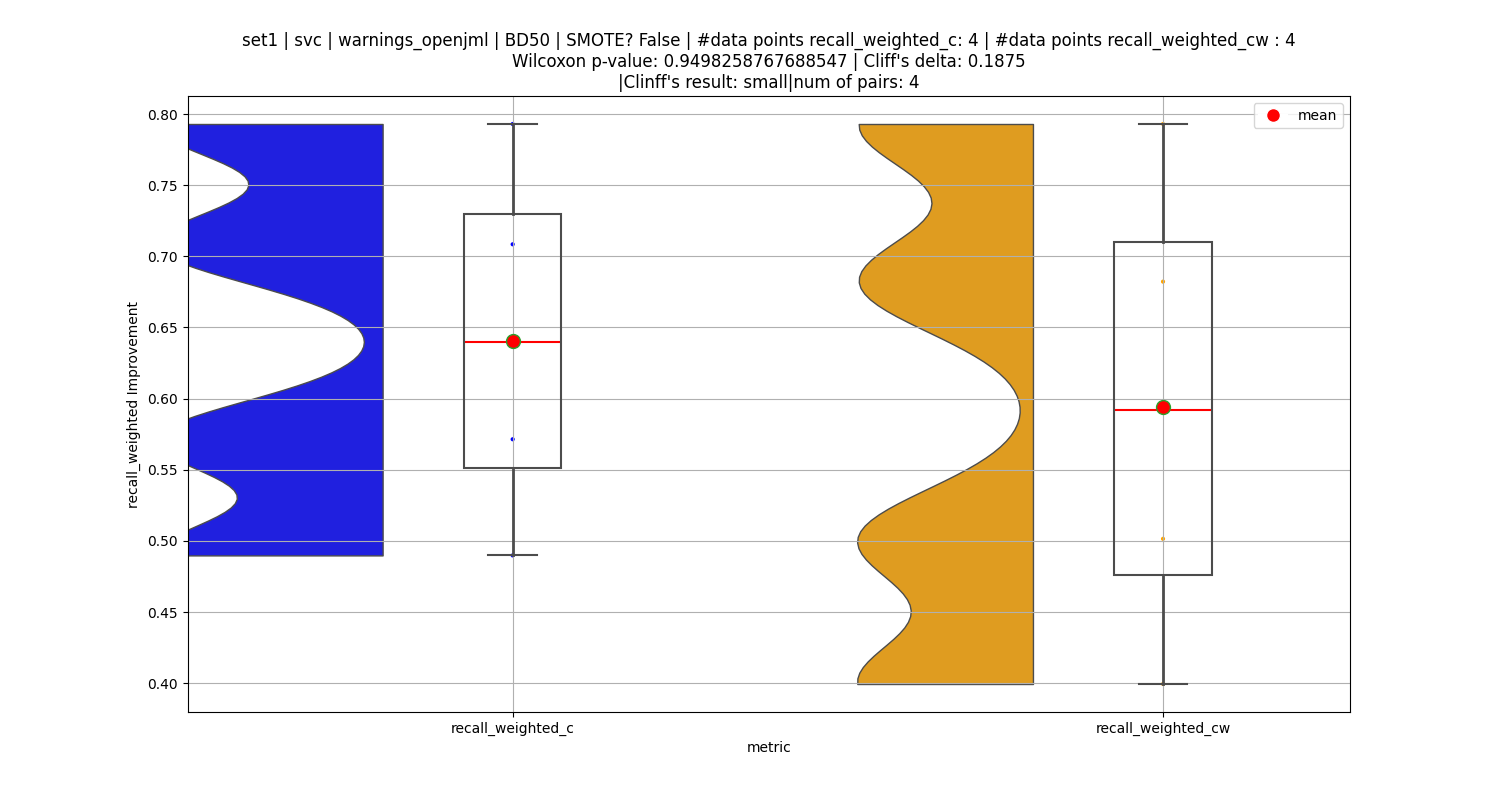 set1 | svc | warnings_openjml | BD50 | SMOTE? False | #data points recall_weighted_c: 4 | #data points recall_weighted_cw : 4
Wilcoxon p-value: 0.9498258767688547 | Cliff's delta: 0.1875
|Clinff's result: small|num of pairs: 4
mean
0.80
0.75
0.70
0.65
0.60
0.55
0.50
0.45
0.40
recall_weighted Improvement
recall_weighted_c
recall_weighted_cw
metric